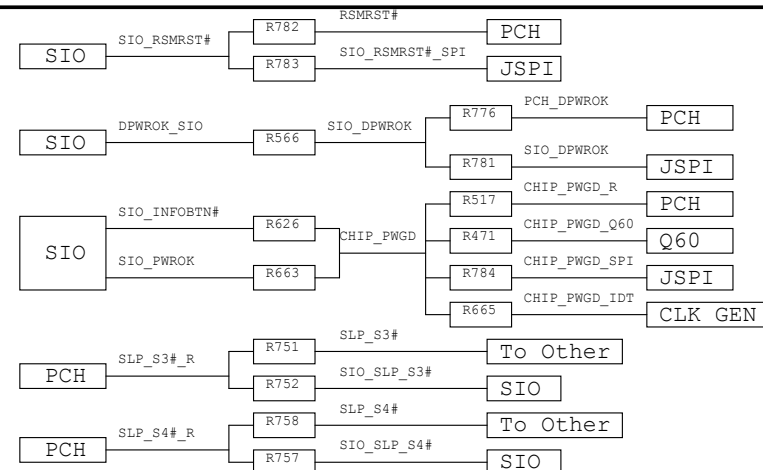 SIO SIO_RSMRST# R782 RSMRST# PCH
R783 SIO_RSMRST#_SPI JSPI
SIO DPWROK_SIO R566 SIO_DPWROK R776 PCH_DPWROK PCH
R781 SIO_DPWROK JSPI
SIO SIO_INFOBTN# R626 CHIP_PWGD R517 CHIP_PWGD_R PCH
SIO_PWROK R663 R471 CHIP_PWGD_Q60 Q60
R784 CHIP_PWGD_SPI JSPI
R665 CHIP_PWGD_IDT CLK GEN
PCH SLP_S3#_R R751 SLP_S3# To Other
R752 SIO_SLP_S3# SIO
PCH SLP_S4#_R R758 SLP_S4# To Other
R757 SIO_SLP_S4# SIO